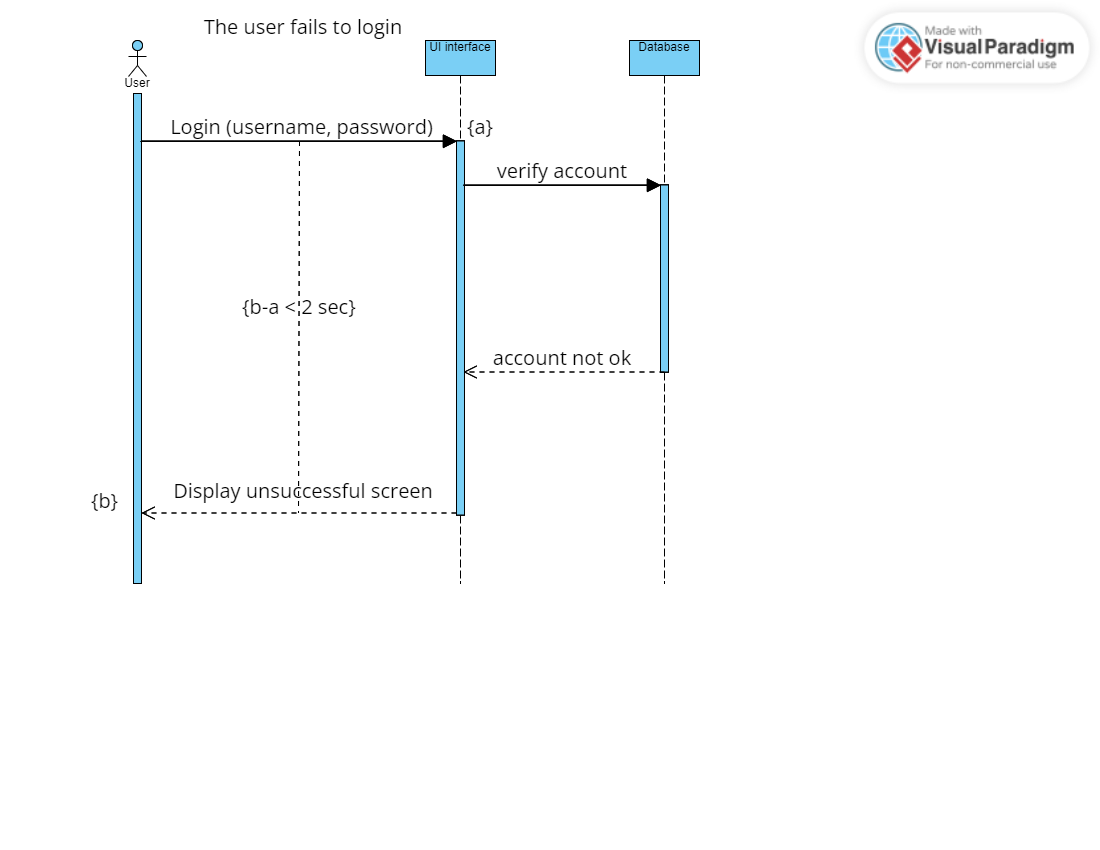 The user fails to login
Made with
Visual Paradigm
For non-commercial use
UI interface
Database
User
Login (username, password)
{a}
verify account
{b-a < 2 sec}
account not ok
Display unsuccessful screen
{b}